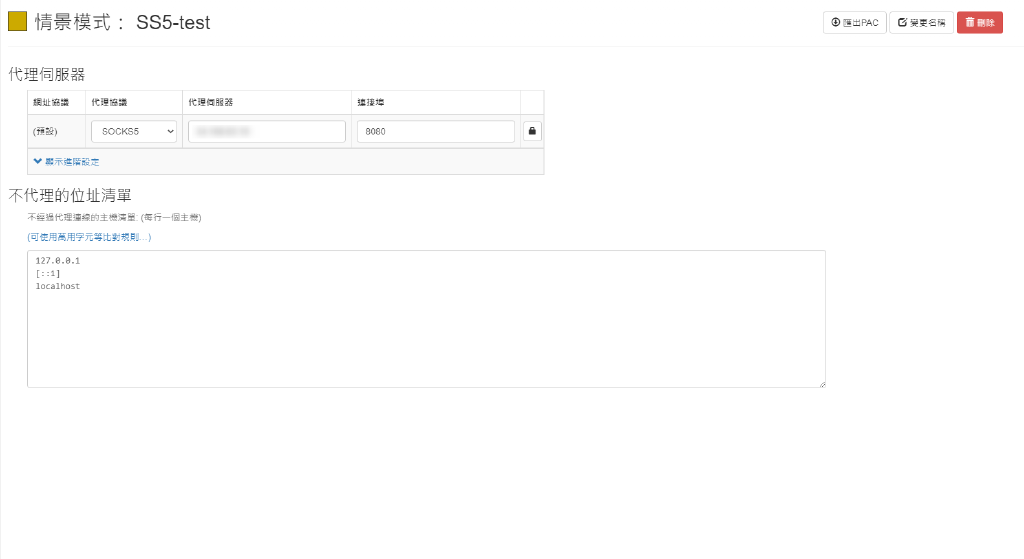 情景模式： SS5-test
匯出PAC 變更名稱 刪除
代理伺服器
網址協議 代理協議 代理伺服器 連接埠
(預設) SOCKS5 8080
顯示進階設定
不代理的位址清單
不經過代理連線的主機清單: (每行一個主機)
(可使用萬用字元等比對規則…)
127.0.0.1
[::1]
localhost